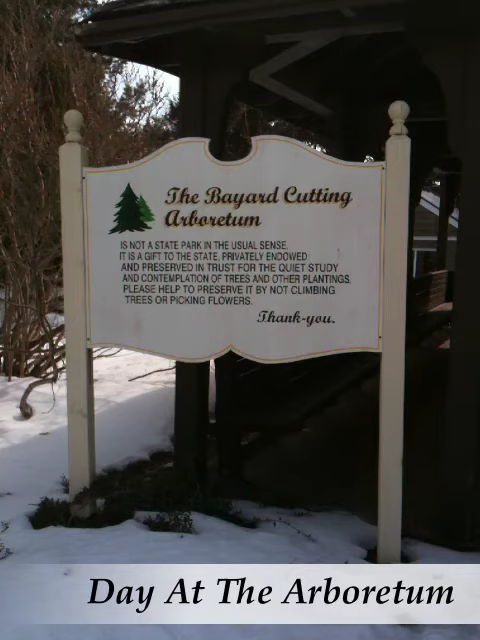 The Bayard Cutting
Arboretum
IS NOT A STATE PARK IN THE USUAL SENSE.
IT IS A GIFT TO THE STATE, PRIVATELY ENDOWED
AND PRESERVED IN TRUST FOR THE QUIET STUDY
AND CONTEMPLATION OF TREES AND OTHER PLANTINGS.
PLEASE HELP TO PRESERVE IT BY NOT CLIMBING
TREES OR PICKING FLOWERS.
Thank-you.
Day At The Arboretum